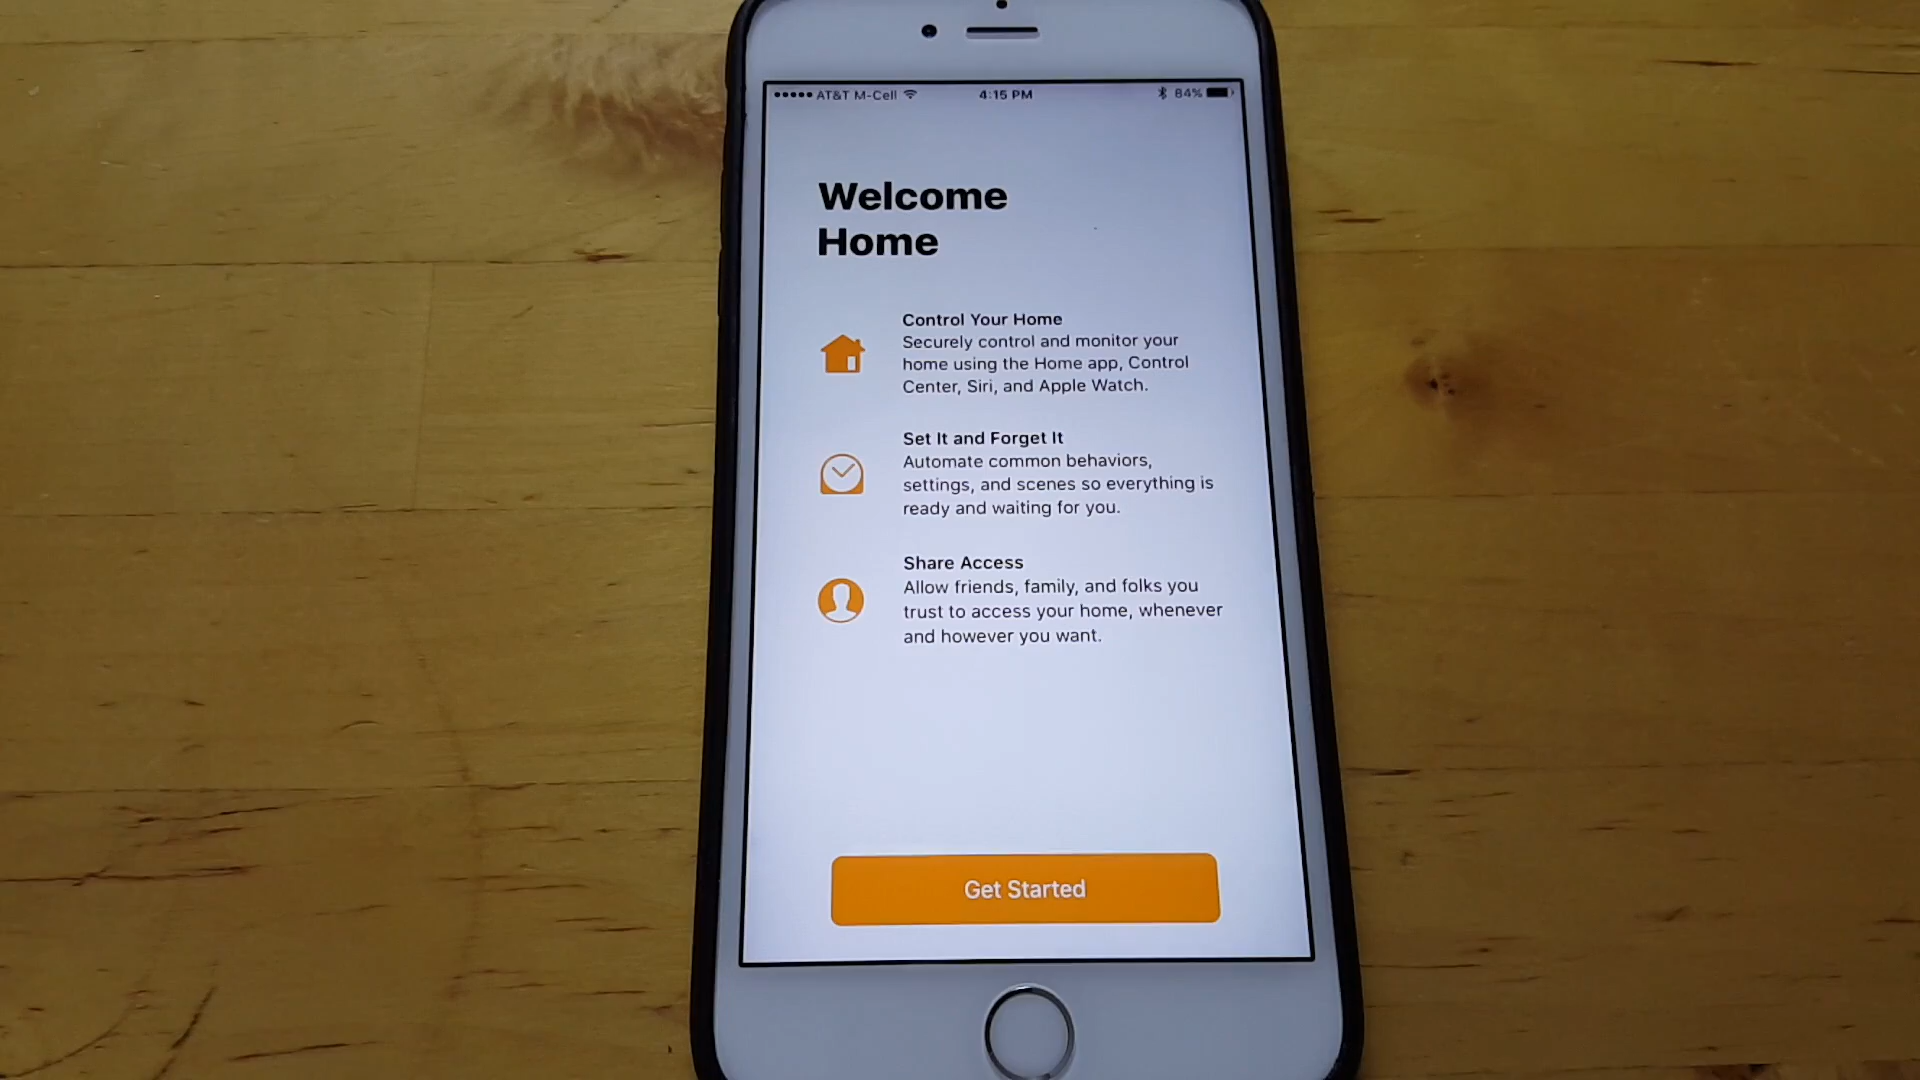 AT&T M-Cell 4:15 PM 84%
Welcome
Home
Control Your Home
Securely control and monitor your
home using the Home app, Control
Center, Siri, and Apple Watch.
Set It and Forget It
Automate common behaviors,
settings, and scenes so everything is
ready and waiting for you.
Share Access
Allow friends, family, and folks you
trust to access your home, whenever
and however you want.
Get Started